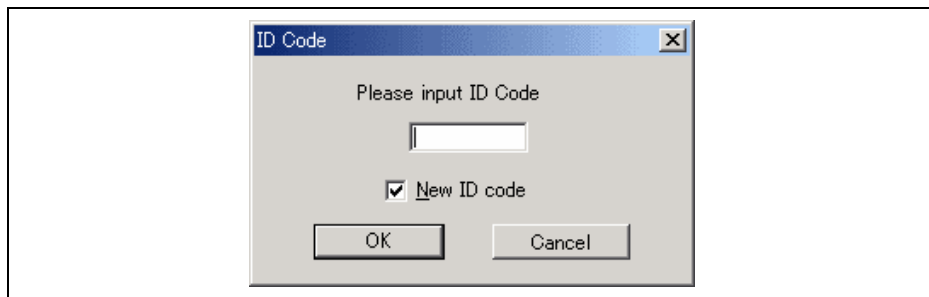 ID Code
Please input ID Code
New ID code
OK Cancel